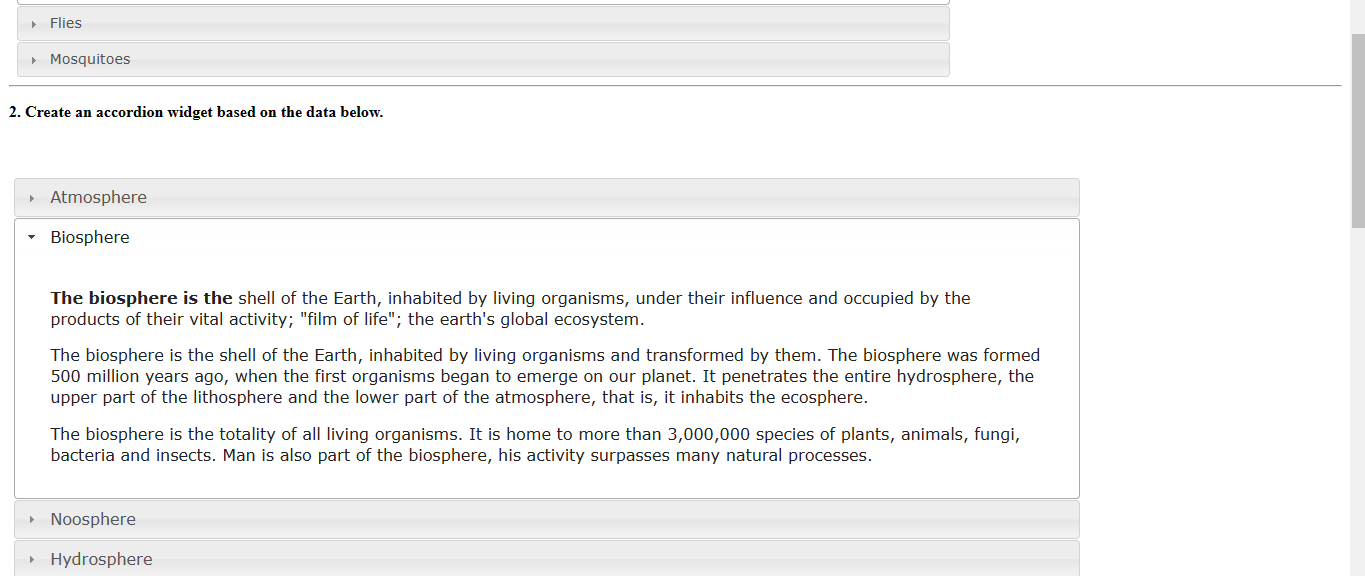 Flies
Mosquitoes
2. Create an accordion widget based on the data below.
Atmosphere
Biosphere
The biosphere is the shell of the Earth, inhabited by living organisms, under their influence and occupied by the
products of their vital activity; "film of life"; the earth's global ecosystem.
The biosphere is the shell of the Earth, inhabited by living organisms and transformed by them. The biosphere was formed
500 million years ago, when the first organisms began to emerge on our planet. It penetrates the entire hydrosphere, the
upper part of the lithosphere and the lower part of the atmosphere, that is, it inhabits the ecosphere.
The biosphere is the totality of all living organisms. It is home to more than 3,000,000 species of plants, animals, fungi,
bacteria and insects. Man is also part of the biosphere, his activity surpasses many natural processes.
Noosphere
Hydrosphere